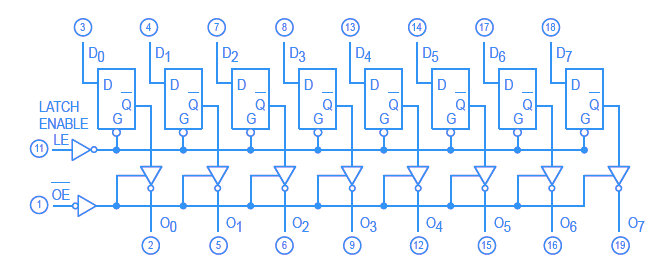 3 4 7 8 13 14 17 18
D0 D1 D2 D3 D4 D5 D6 D7
D D D D D D D D
Q̅ Q̅ Q̅ Q̅ Q̅ Q̅ Q̅ Q̅
G G G G G G G G
LATCH
ENABLE
11 LE
1 O̅E̅
O0 O1 O2 O3 O4 O5 O6 O7
2 5 6 9 12 15 16 19